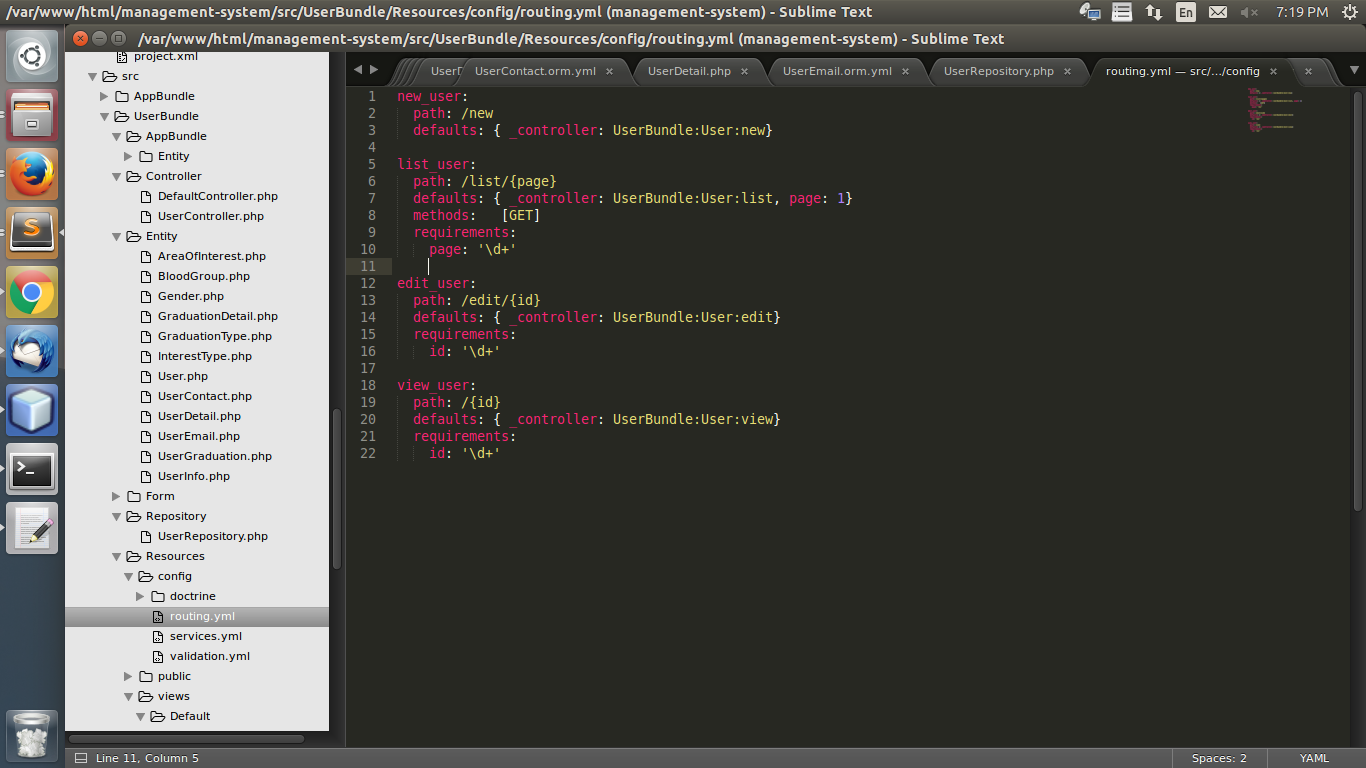 /var/www/html/management-system/src/UserBundle/Resources/config/routing.yml (management-system) - Sublime Text
En
7:19 PM
/var/www/html/management-system/src/UserBundle/Resources/config/routing.yml (management-system) - Sublime Text
project.xml
src
AppBundle
UserBundle
AppBundle
Entity
Controller
DefaultController.php
UserController.php
Entity
AreaOfInterest.php
BloodGroup.php
Gender.php
GraduationDetail.php
GraduationType.php
InterestType.php
User.php
UserContact.php
UserDetail.php
UserEmail.php
UserGraduation.php
UserInfo.php
Form
Repository
UserRepository.php
Resources
config
doctrine
routing.yml
services.yml
validation.yml
public
views
Default
UserContact.orm.yml
UserDetail.php
UserEmail.orm.yml
UserRepository.php
routing.yml — src/.../config
1 new_user:
2   path: /new
3   defaults: { _controller: UserBundle:User:new}
4
5 list_user:
6   path: /list/{page}
7   defaults: { _controller: UserBundle:User:list, page: 1}
8   methods:   [GET]
9   requirements:
10     page: '\d+'
11
12 edit_user:
13   path: /edit/{id}
14   defaults: { _controller: UserBundle:User:edit}
15   requirements:
16     id: '\d+'
17
18 view_user:
19   path: /{id}
20   defaults: { _controller: UserBundle:User:view}
21   requirements:
22     id: '\d+'
Line 11, Column 5
Spaces: 2
YAML